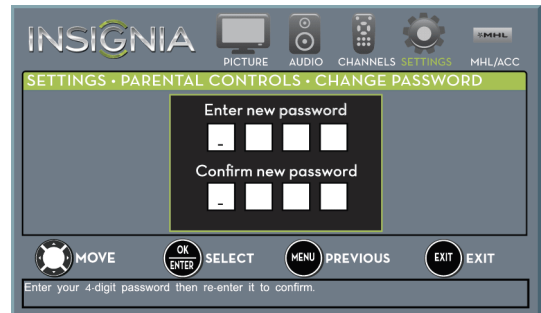 INSIGNIA
PICTURE AUDIO CHANNELS SETTINGS MHL MHL/ACC
SETTINGS • PARENTAL CONTROLS • CHANGE PASSWORD
Enter new password
_
Confirm new password
_
MOVE OK ENTER SELECT MENU PREVIOUS EXIT EXIT
Enter your 4-digit password then re-enter it to confirm.